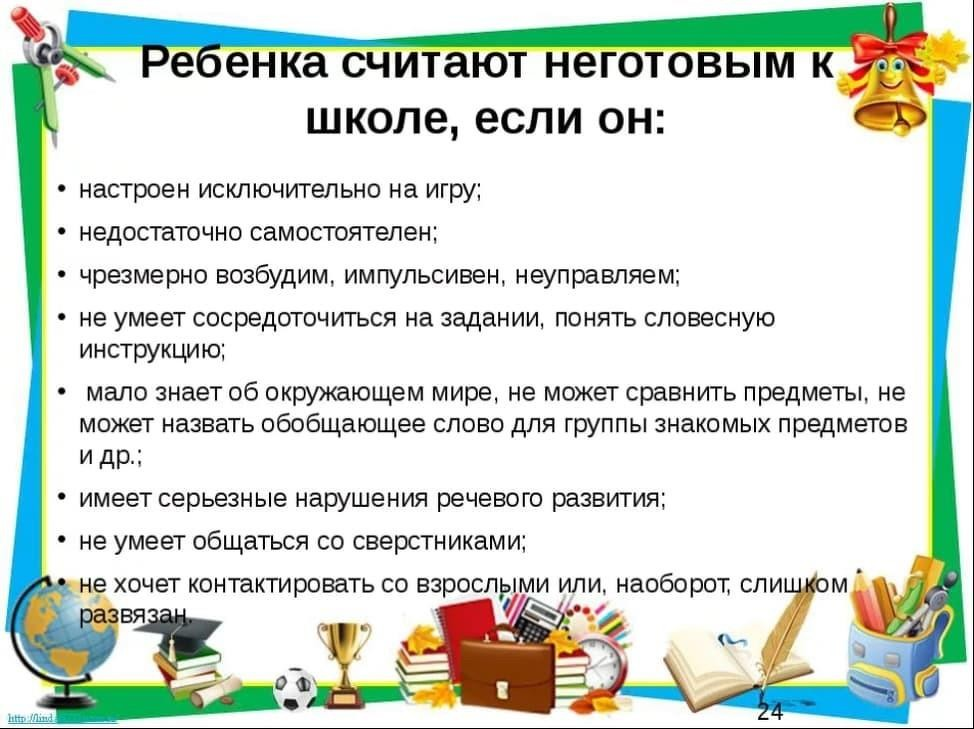 Ребенка считают неготовым к
школе, если он:
• настроен исключительно на игру;
• недостаточно самостоятелен;
• чрезмерно возбудим, импульсивен, неуправляем;
• не умеет сосредоточиться на задании, понять словесную
инструкцию;
• мало знает об окружающем мире, не может сравнить предметы, не
может назвать обобщающее слово для группы знакомых предметов
и др.;
• имеет серьезные нарушения речевого развития;
• не умеет общаться со сверстниками;
• не хочет контактировать со взрослыми или, наоборот, слишком
развязан.
24